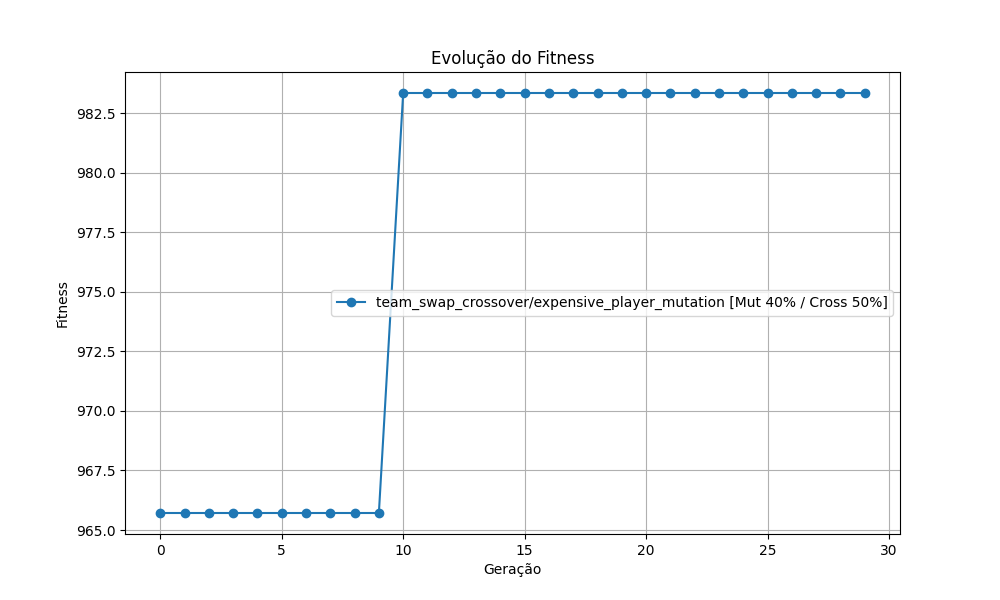 Evolução do Fitness
Fitness
982.5
980.0
977.5
975.0
972.5
970.0
967.5
965.0
team_swap_crossover/expensive_player_mutation [Mut 40% / Cross 50%]
0 5 10 15 20 25 30
Geração